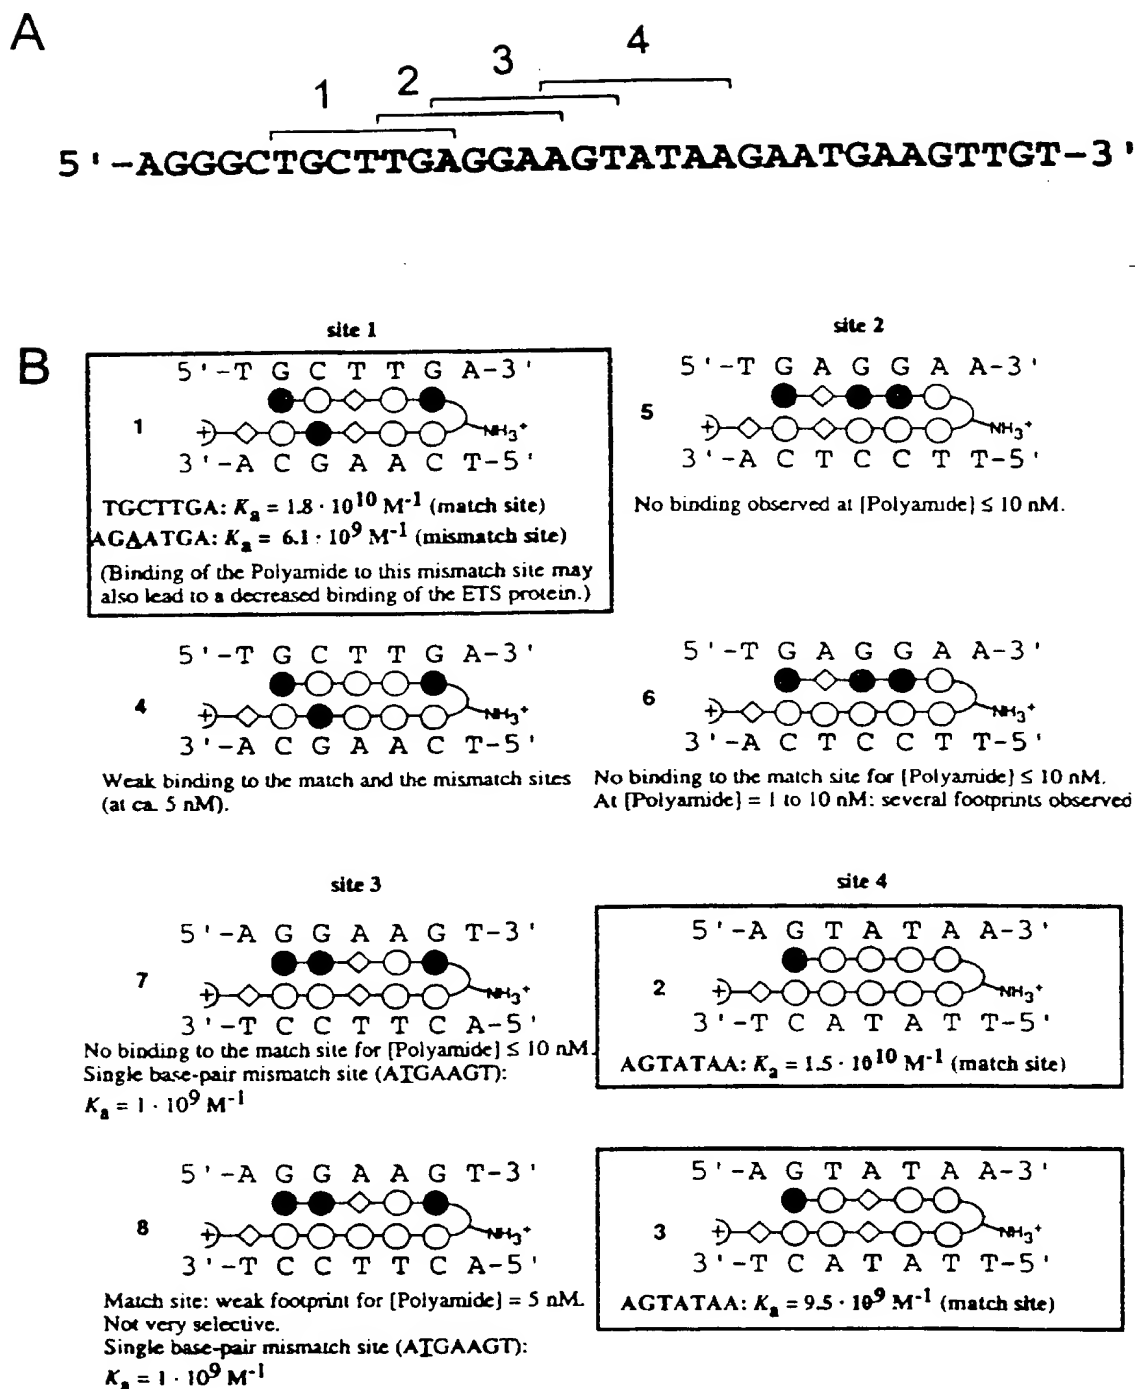 A
1 2 3 4
5'-AGGGCTGCTTGAGGAAGTATAAGAATGAAGTTGT-3'
B
site 1
5'-T G C T T G A-3'
1
NH3+
3'-A C G A A C T-5'
TGCTTGA: Ka = 1.8 · 10^10 M^-1 (match site)
AGAATGA: Ka = 6.1 · 10^9 M^-1 (mismatch site)
(Binding of the Polyamide to this mismatch site may
also lead to a decreased binding of the ETS protein.)
site 2
5'-T G A G G A A-3'
5
NH3+
3'-A C T C C T T-5'
No binding observed at [Polyamide] ≤ 10 nM.
5'-T G C T T G A-3'
4
NH3+
3'-A C G A A C T-5'
Weak binding to the match and the mismatch sites
(at ca. 5 nM).
5'-T G A G G A A-3'
6
NH3+
3'-A C T C C T T-5'
No binding to the match site for [Polyamide] ≤ 10 nM.
At [Polyamide] = 1 to 10 nM: several footprints observed
site 3
5'-A G G A A G T-3'
7
NH3+
3'-T C C T T C A-5'
No binding to the match site for [Polyamide] ≤ 10 nM.
Single base-pair mismatch site (ATGAAGT):
Ka = 1 · 10^9 M^-1
site 4
5'-A G T A T A A-3'
2
NH3+
3'-T C A T A T T-5'
AGTATAA: Ka = 1.5 · 10^10 M^-1 (match site)
5'-A G G A A G T-3'
8
NH3+
3'-T C C T T C A-5'
Match site: weak footprint for [Polyamide] = 5 nM.
Not very selective.
Single base-pair mismatch site (ATGAAGT):
Ka = 1 · 10^9 M^-1
5'-A G T A T A A-3'
3
NH3+
3'-T C A T A T T-5'
AGTATAA: Ka = 9.5 · 10^9 M^-1 (match site)